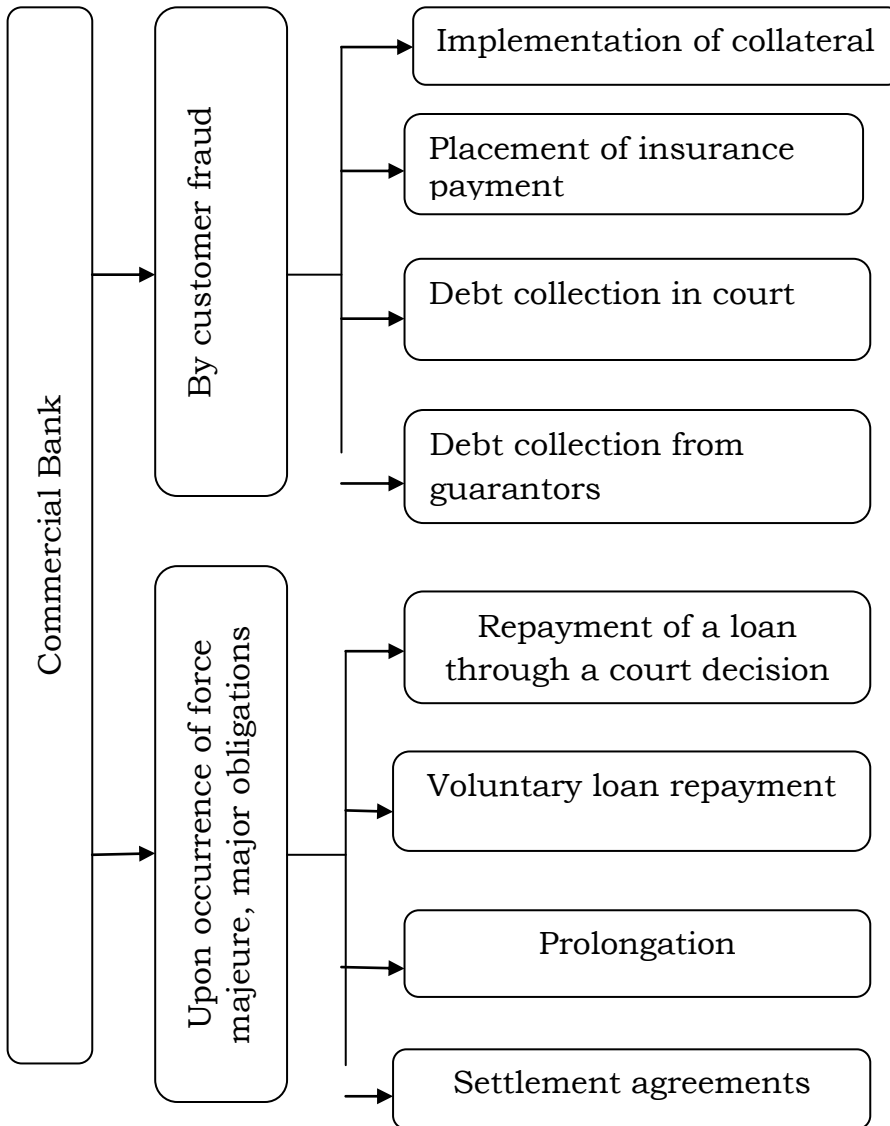 Commercial Bank
By customer fraud
Implementation of collateral
Placement of insurance
payment
Debt collection in court
Debt collection from
guarantors
Upon occurrence of force
majeure, major obligations
Repayment of a loan
through a court decision
Voluntary loan repayment
Prolongation
Settlement agreements